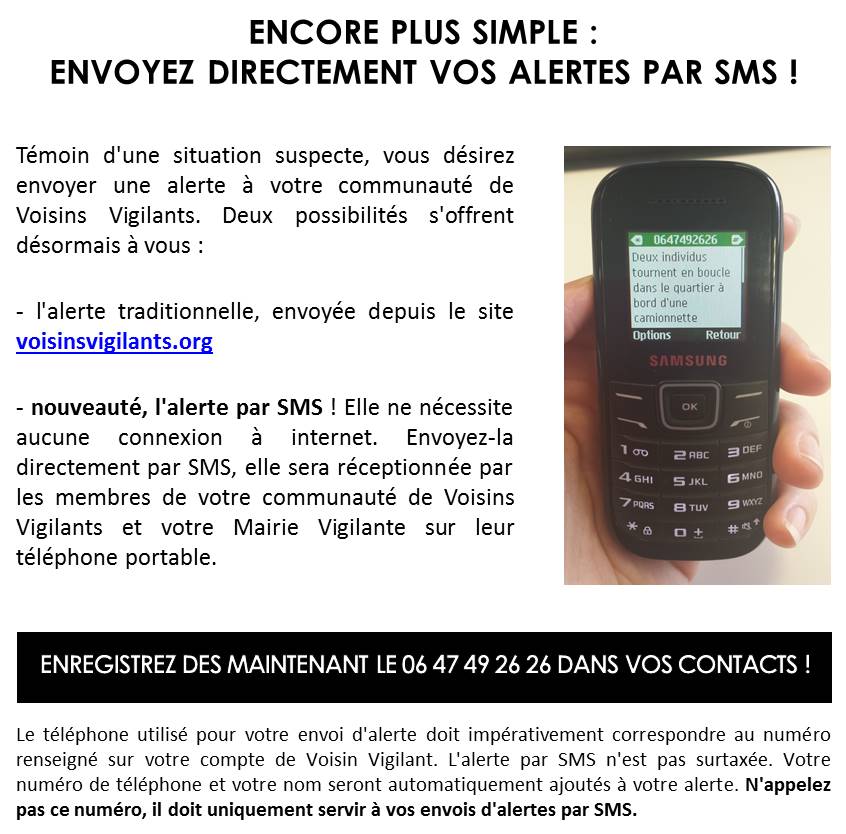 ENCORE PLUS SIMPLE :
ENVOYEZ DIRECTEMENT VOS ALERTES PAR SMS !
Témoin d'une situation suspecte, vous désirez
envoyer une alerte à votre communauté de
Voisins Vigilants. Deux possibilités s'offrent
désormais à vous :
- l'alerte traditionnelle, envoyée depuis le site
voisinsvigilants.org
- nouveauté, l'alerte par SMS ! Elle ne nécessite
aucune connexion à internet. Envoyez-la
directement par SMS, elle sera réceptionnée par
les membres de votre communauté de Voisins
Vigilants et votre Mairie Vigilante sur leur
téléphone portable.
0647492626
Deux individus
tournent en boucle
dans le quartier à
bord d'une
camionnette
Options Retour
SAMSUNG
OK
1 2 ABC 3 DEF
4 GHI 5 JKL 6 MNO
7 PQRS 8 TUV 9 WXYZ
* 0 + #
ENREGISTREZ DES MAINTENANT LE 06 47 49 26 26 DANS VOS CONTACTS !
Le téléphone utilisé pour votre envoi d'alerte doit impérativement correspondre au numéro
renseigné sur votre compte de Voisin Vigilant. L'alerte par SMS n'est pas surtaxée. Votre
numéro de téléphone et votre nom seront automatiquement ajoutés à votre alerte. N'appelez
pas ce numéro, il doit uniquement servir à vos envois d'alertes par SMS.